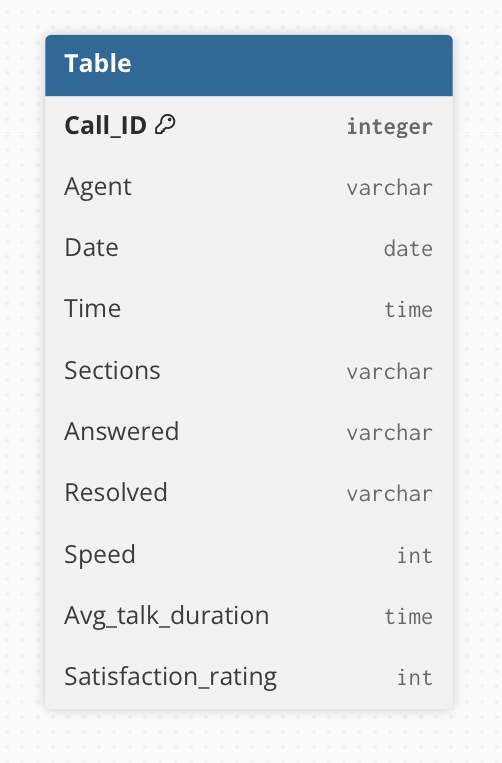 Table
Call_ID integer
Agent varchar
Date date
Time time
Sections varchar
Answered varchar
Resolved varchar
Speed int
Avg_talk_duration time
Satisfaction_rating int